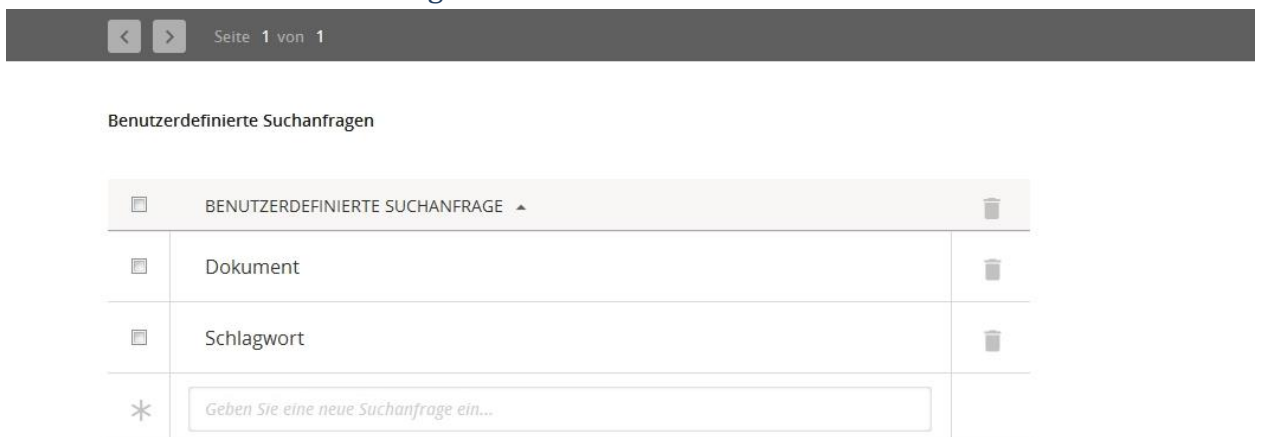 Seite 1 von 1
Benutzerdefinierte Suchanfragen
BENUTZERDEFINIERTE SUCHANFRAGE
Dokument
Schlagwort
Geben Sie eine neue Suchanfrage ein...